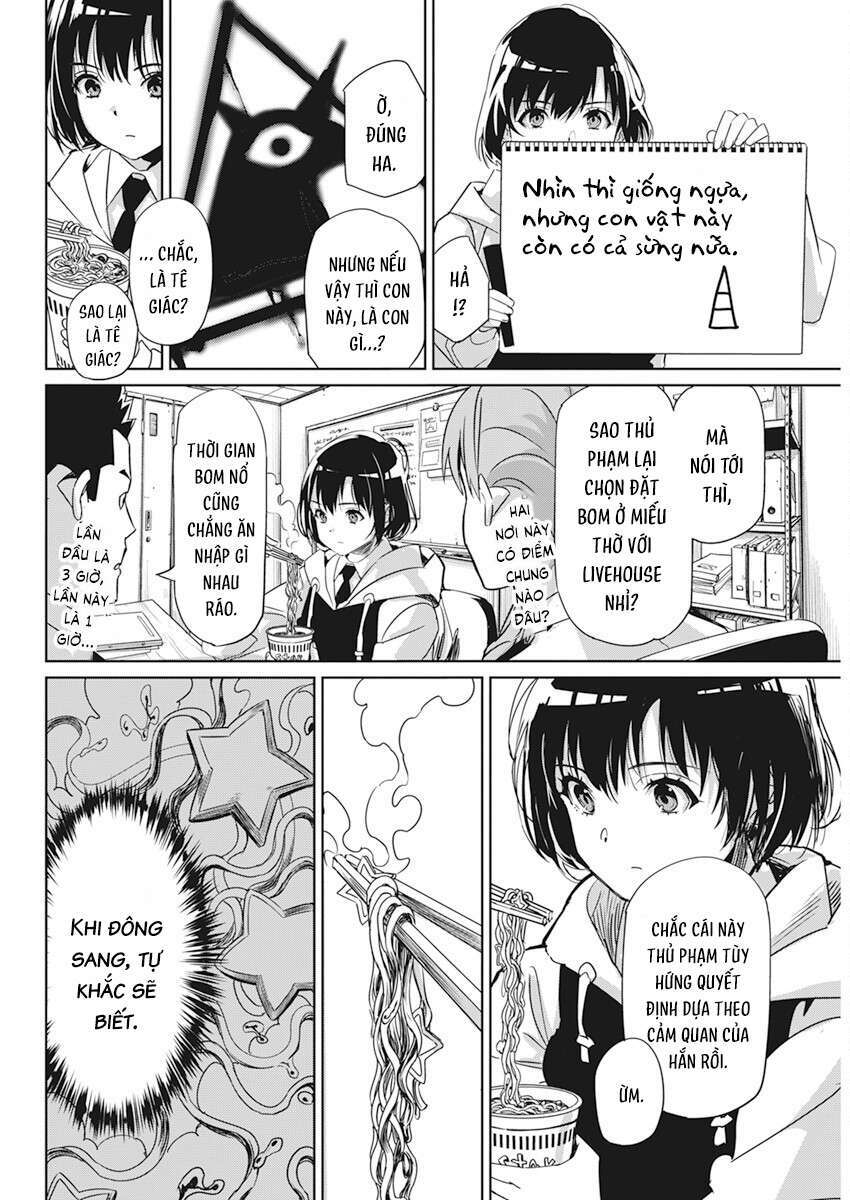 Nhìn thì giống ngựa,
nhưng con vật này
còn có cả sừng nữa.
HẢ
!?
Ờ,
ĐÚNG
HA.
NHƯNG NẾU
VẬY THÌ CON
NÀY, LÀ CON
GÌ...?
... CHẮC,
LÀ TÊ
GIÁC?
SAO LẠI
LÀ TÊ
GIÁC?
MÀ
NÓI TỚI
THÌ,
SAO THỦ
PHẠM LẠI
CHỌN ĐẶT
BOM Ở MIẾU
THỜ VỚI
LIVEHOUSE
NHỈ?
HAI
NƠI NÀY
CÓ ĐIỂM
CHUNG
NÀO
ĐÂU?
THỜI GIAN
BOM NỔ
CŨNG
CHẲNG ĂN
NHẬP GÌ
NHAU
RÁO.
LẦN
ĐẦU LÀ
3 GIỜ,
LẦN NÀY
LÀ 1
GIỜ...
CHẮC CÁI NÀY
THỦ PHẠM TÙY
HỨNG QUYẾT
ĐỊNH DỰA THEO
CẢM QUAN CỦA
HẮN RỒI.
ỪM.
KHI ĐÔNG
SANG, TỰ
KHẮC SẼ
BIẾT.